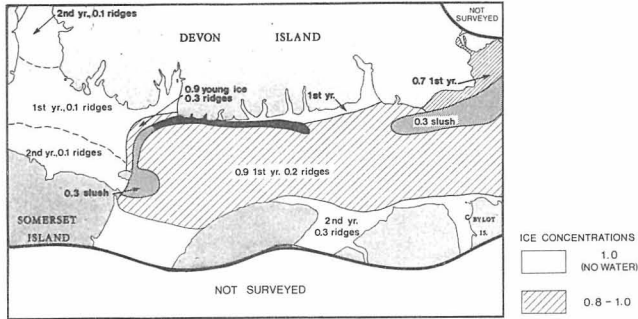 2nd yr., 0.1 ridges
NOT
SURVEYED
DEVON ISLAND
0.9 young ice
0.3 ridges
1st yr.
0.7 1st yr.
1st yr., 0.1 ridges
0.3 slush
2nd yr., 0.1 ridges
0.9 1st yr. 0.2 ridges
0.3 slush
SOMERSET
ISLAND
2nd yr.
0.3 ridges
BYLOT
IS.
NOT SURVEYED
ICE CONCENTRATIONS
1.0
(NO WATER)
0.8 - 1.0